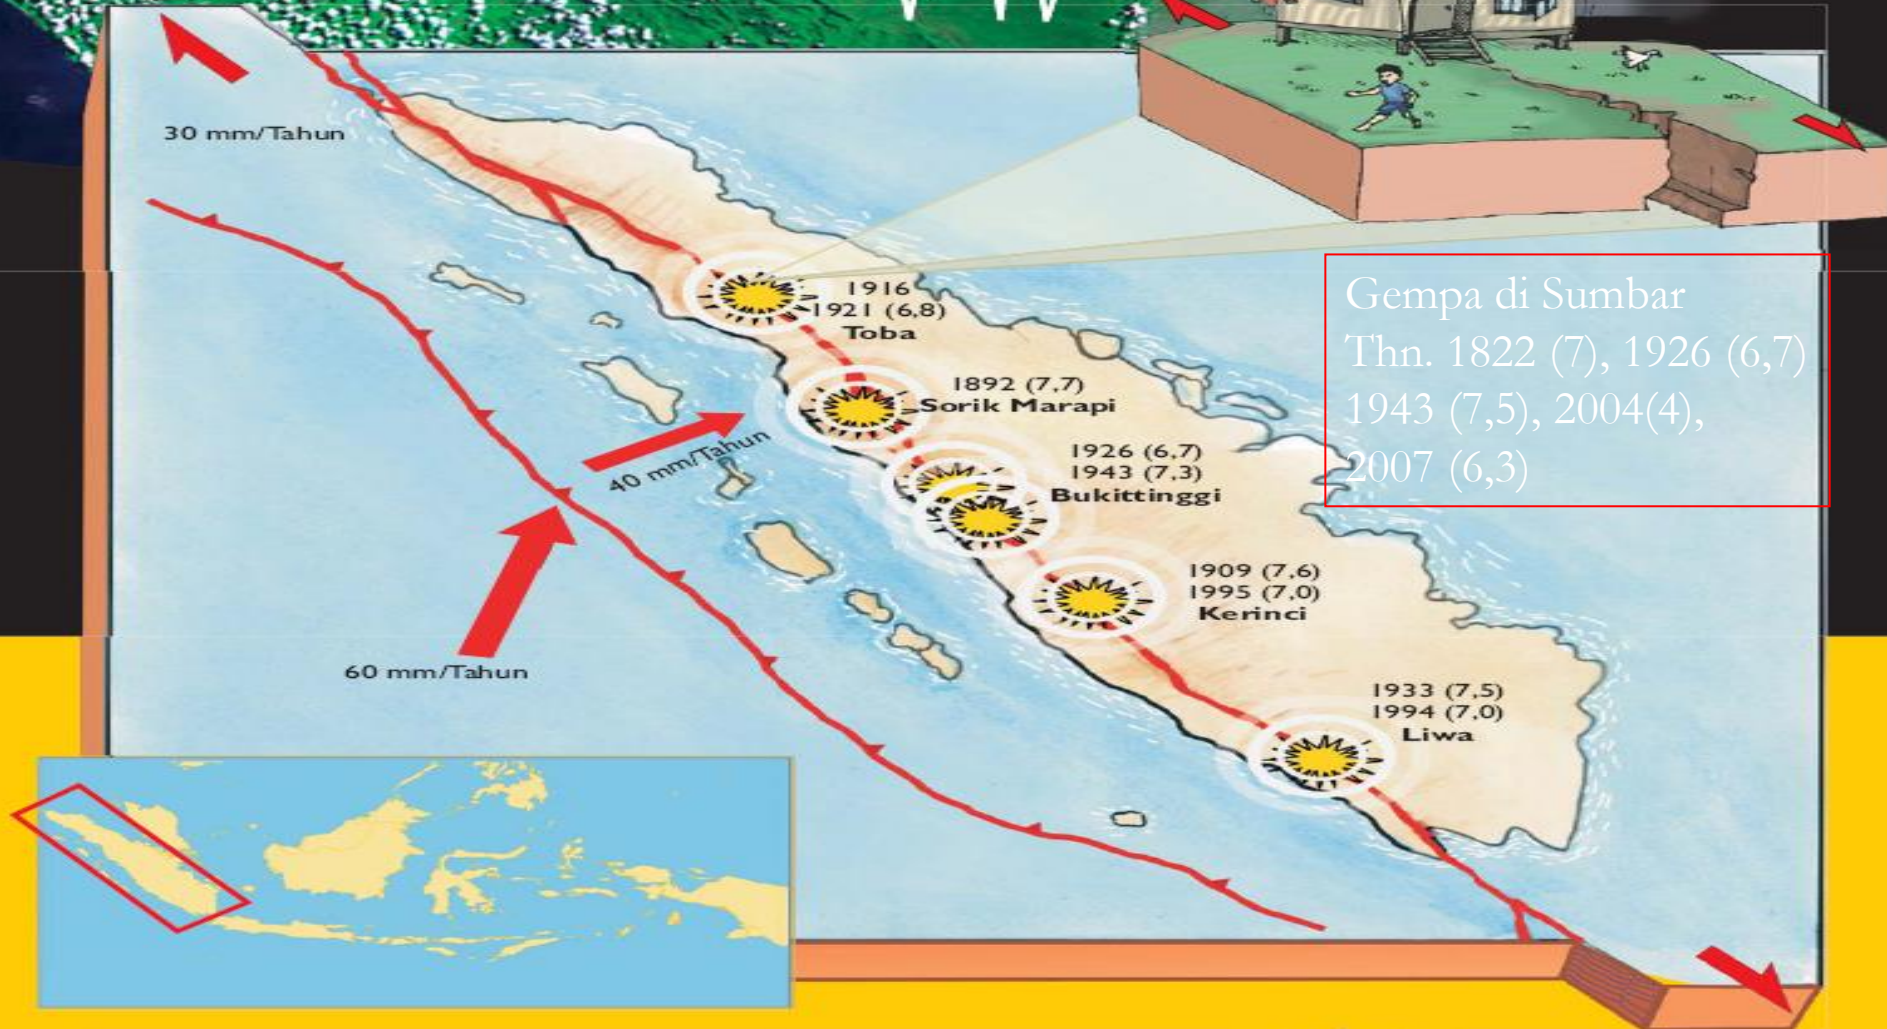 30 mm/Tahun
1916
1921 (6,8)
Toba
Gempa di Sumbar
Thn. 1822 (7), 1926 (6,7)
1943 (7,5), 2004(4),
2007 (6,3)
1892 (7,7)
Sorik Marapi
40 mm/Tahun
1926 (6,7)
1943 (7,3)
Bukittinggi
1909 (7,6)
1995 (7,0)
Kerinci
60 mm/Tahun
1933 (7,5)
1994 (7,0)
Liwa